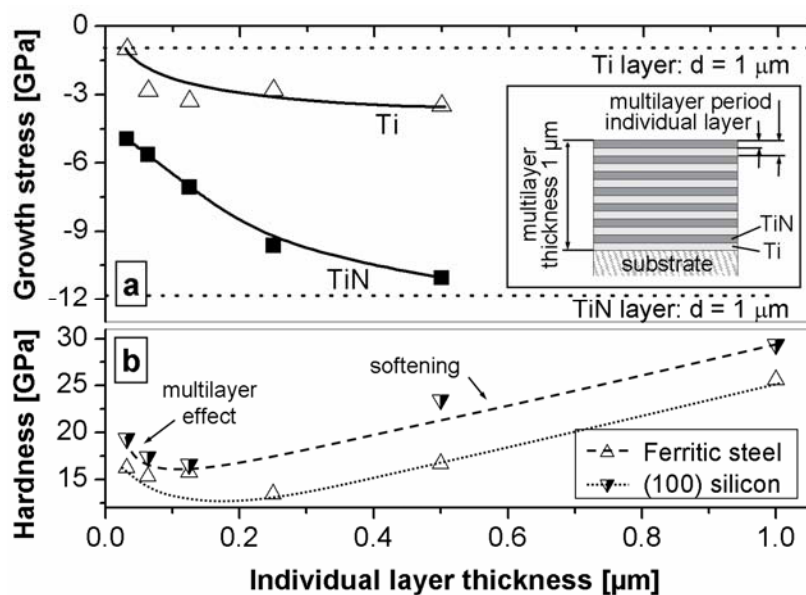 0
-3
-6
-9
-12
Growth stress [GPa]
a
Ti layer: d = 1 µm
Ti
TiN
TiN layer: d = 1 µm
multilayer period
individual layer
multilayer
thickness 1 µm
TiN
Ti
substrate
30
25
20
15
Hardness [GPa]
b
multilayer
effect
softening
Ferritic steel
(100) silicon
0.0 0.2 0.4 0.6 0.8 1.0
Individual layer thickness [µm]